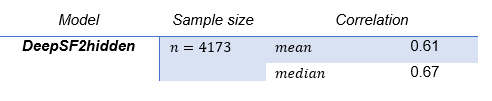 Model Sample size Correlation
DeepSF2hidden n = 4173 mean 0.61
median 0.67